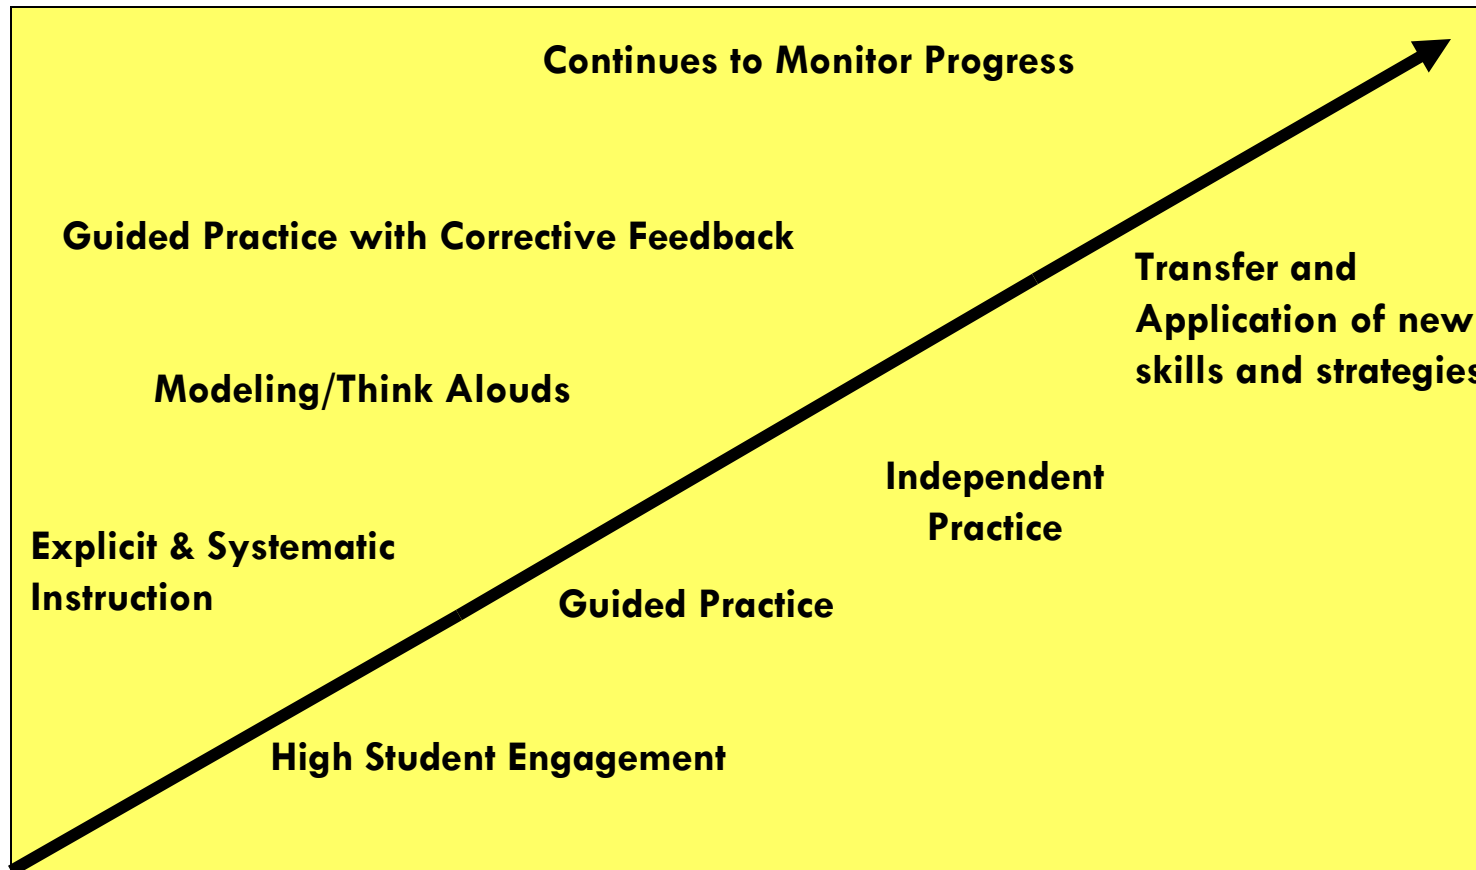 Continues to Monitor Progress
Guided Practice with Corrective Feedback
Transfer and
Application of new
skills and strategies
Modeling/Think Alouds
Independent
Practice
Explicit & Systematic
Instruction
Guided Practice
High Student Engagement